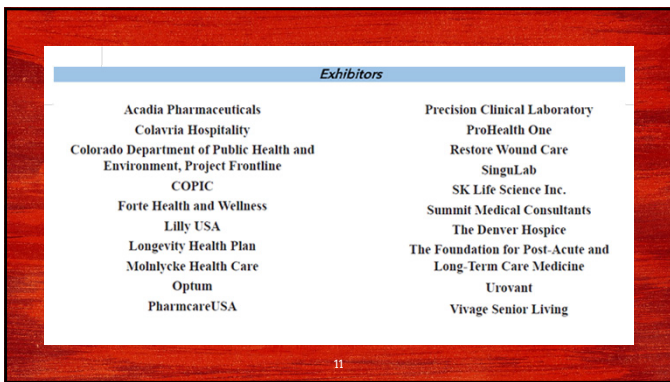 Exhibitors
Acadia Pharmaceuticals
Colavria Hospitality
Colorado Department of Public Health and
Environment, Project Frontline
COPIC
Forte Health and Wellness
Lilly USA
Longevity Health Plan
Molnlycke Health Care
Optum
PharmcareUSA
Precision Clinical Laboratory
ProHealth One
Restore Wound Care
SinguLab
SK Life Science Inc.
Summit Medical Consultants
The Denver Hospice
The Foundation for Post-Acute and
Long-Term Care Medicine
Urovant
Vivage Senior Living
11